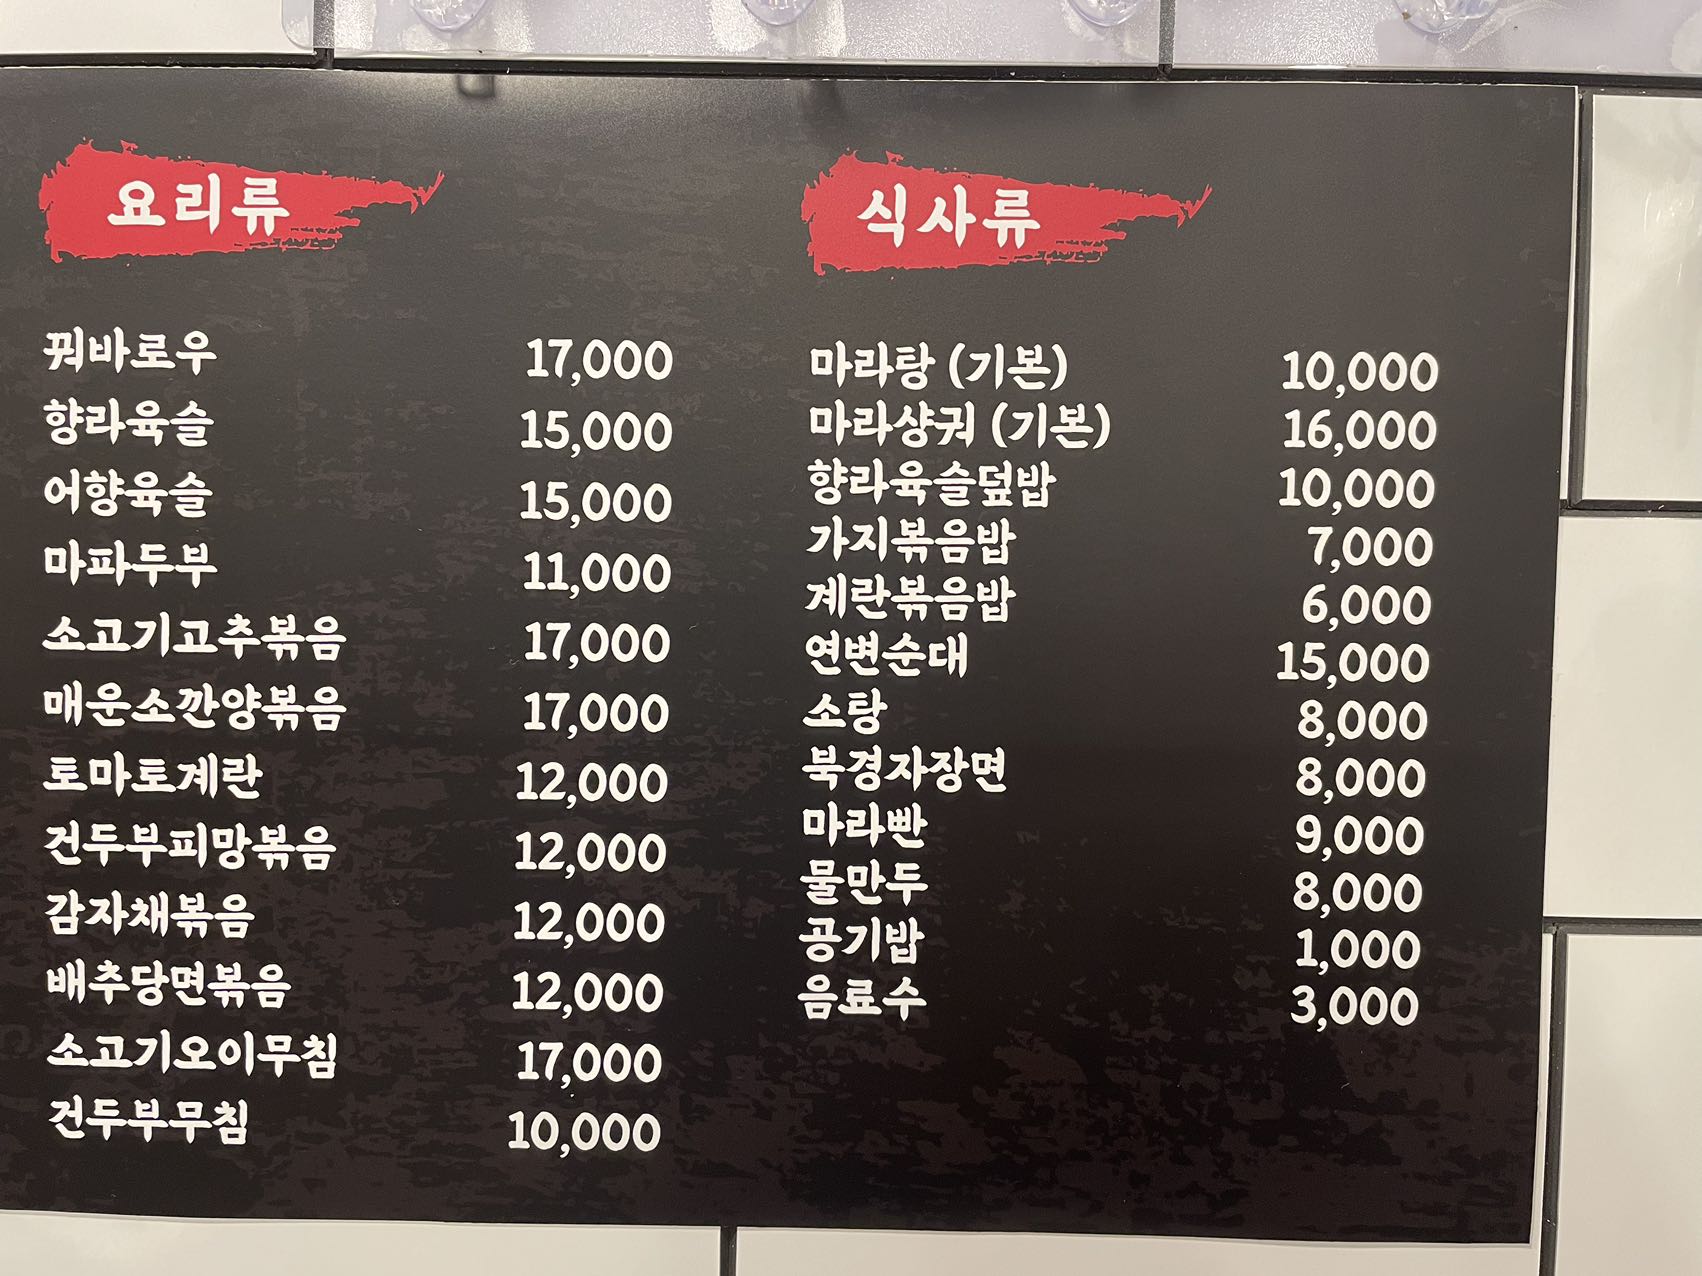 요리류
꿔바로우 17,000
향라육슬 15,000
어향육슬 15,000
마파두부 11,000
소고기고추볶음 17,000
매운소깐양볶음 17,000
토마토계란 12,000
건두부피망볶음 12,000
감자채볶음 12,000
배추당면볶음 12,000
소고기오이무침 17,000
건두부무침 10,000
식사류
마라탕 (기본) 10,000
마라샹궈 (기본) 16,000
향라육슬덮밥 10,000
가지볶음밥 7,000
계란볶음밥 6,000
연변순대 15,000
소탕 8,000
북경자장면 8,000
마라빤 9,000
물만두 8,000
공기밥 1,000
음료수 3,000